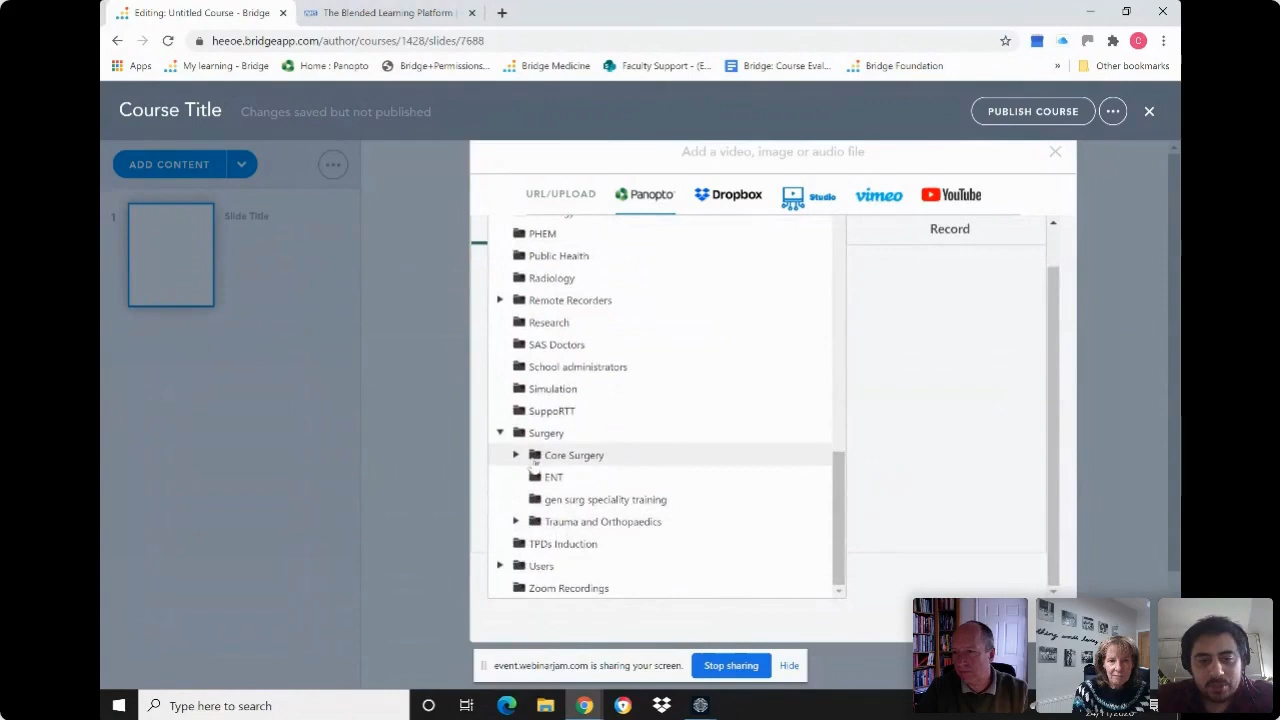 Editing: Untitled Course - Bridge
The Blended Learning Platform
heeoe.bridgeapp.com/author/courses/1428/slides/7688
C
Apps
My learning - Bridge
Home : Panopto
Bridge+Permissions...
Bridge Medicine
Faculty Support - (E...
Bridge: Course Eval...
Bridge Foundation
»
Other bookmarks
Course Title
Changes saved but not published
PUBLISH COURSE
ADD CONTENT
1
Slide Title
Add a video, image or audio file
URL/UPLOAD
Panopto
Dropbox
Studio
vimeo
YouTube
Record
PHEM
Public Health
Radiology
Remote Recorders
Research
SAS Doctors
School administrators
Simulation
SuppoRTT
Surgery
Core Surgery
ENT
gen surg speciality training
Trauma and Orthopaedics
TPDs Induction
Users
Zoom Recordings
event.webinarjam.com is sharing your screen.
Stop sharing
Hide
Type here to search
24/11/2020